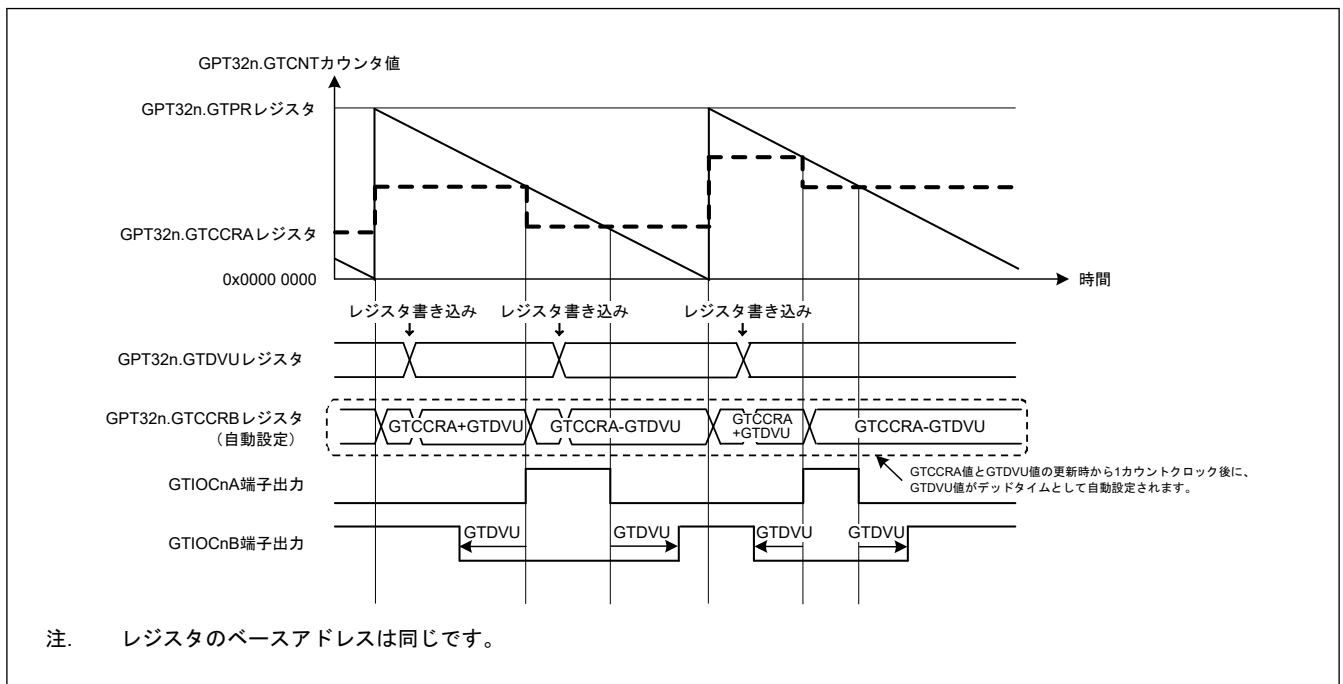 GPT32n.GTCNTカウンタ値
GPT32n.GTPRレジスタ
GPT32n.GTCCRAレジスタ
0x0000 0000
時間
レジスタ書き込み
レジスタ書き込み
レジスタ書き込み
GPT32n.GTDVUレジスタ
GPT32n.GTCCRBレジスタ
（自動設定）
GTCCRA+GTDVU
GTCCRA-GTDVU
GTCCRA
+GTDVU
GTCCRA-GTDVU
GTCCRA値とGTDVU値の更新時から1カウントクロック後に、
GTDVU値がデッドタイムとして自動設定されます。
GTIOCnA端子出力
GTIOCnB端子出力
GTDVU
GTDVU
GTDVU
GTDVU
注. レジスタのベースアドレスは同じです。